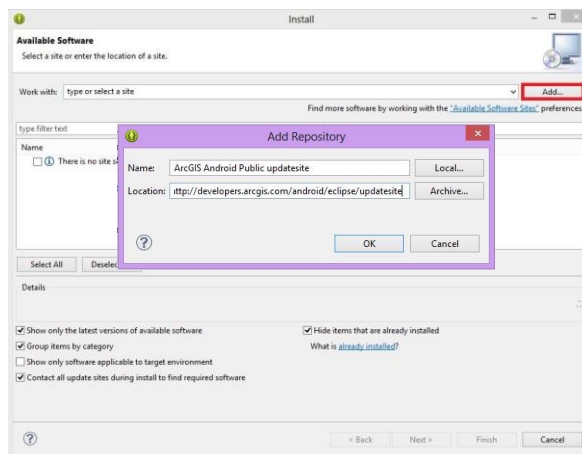 Install
Available Software
Select a site or enter the location of a site.
Work with: type or select a site Add...
Find more software by working with the "Available Software Sites" preferences
type filter text
Name
There is no site s
Add Repository
Name: ArcGIS Android Public updatesite Local...
Location: ttp://developers.arcgis.com/android/eclipse/updatesite Archive...
OK Cancel
Select All Desele
Details
Show only the latest versions of available software
Hide items that are already installed
Group items by category
What is already installed?
Show only software applicable to target environment
Contact all update sites during install to find required software
< Back Next > Finish Cancel